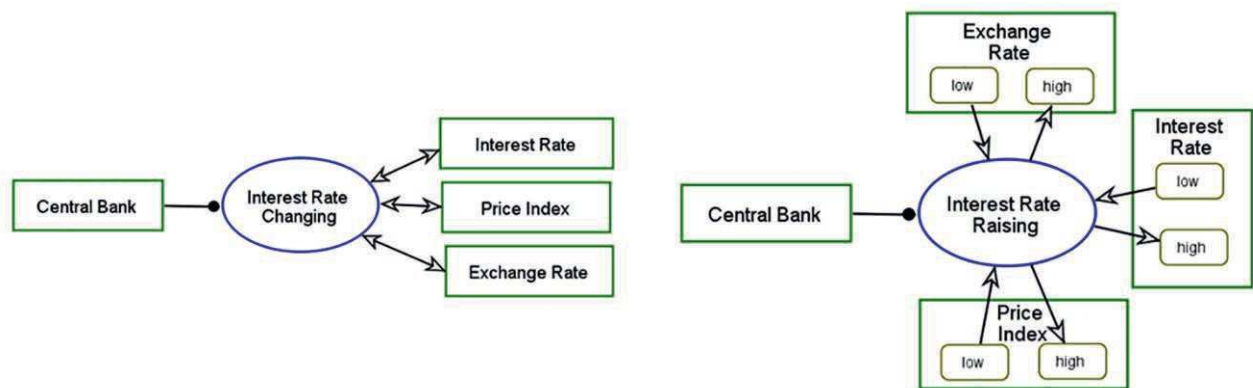 Central Bank
Interest Rate
Changing
Interest Rate
Price Index
Exchange Rate
Exchange
Rate
low
high
Central Bank
Interest Rate
Raising
Interest
Rate
low
high
Price
Index
low
high